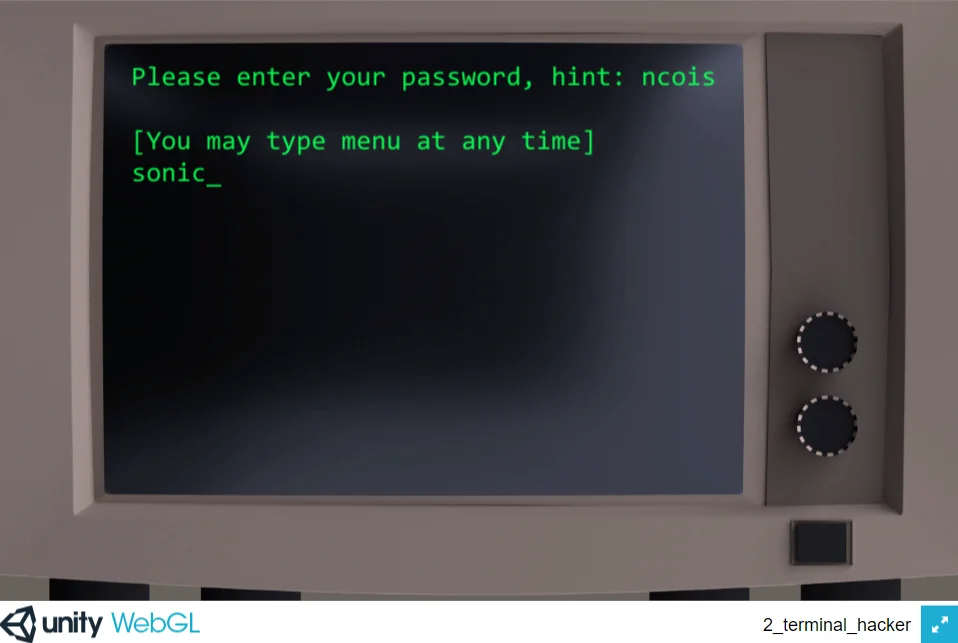 Please enter your password, hint: ncois
[You may type menu at any time]
sonic_
unity WebGL
2_terminal_hacker